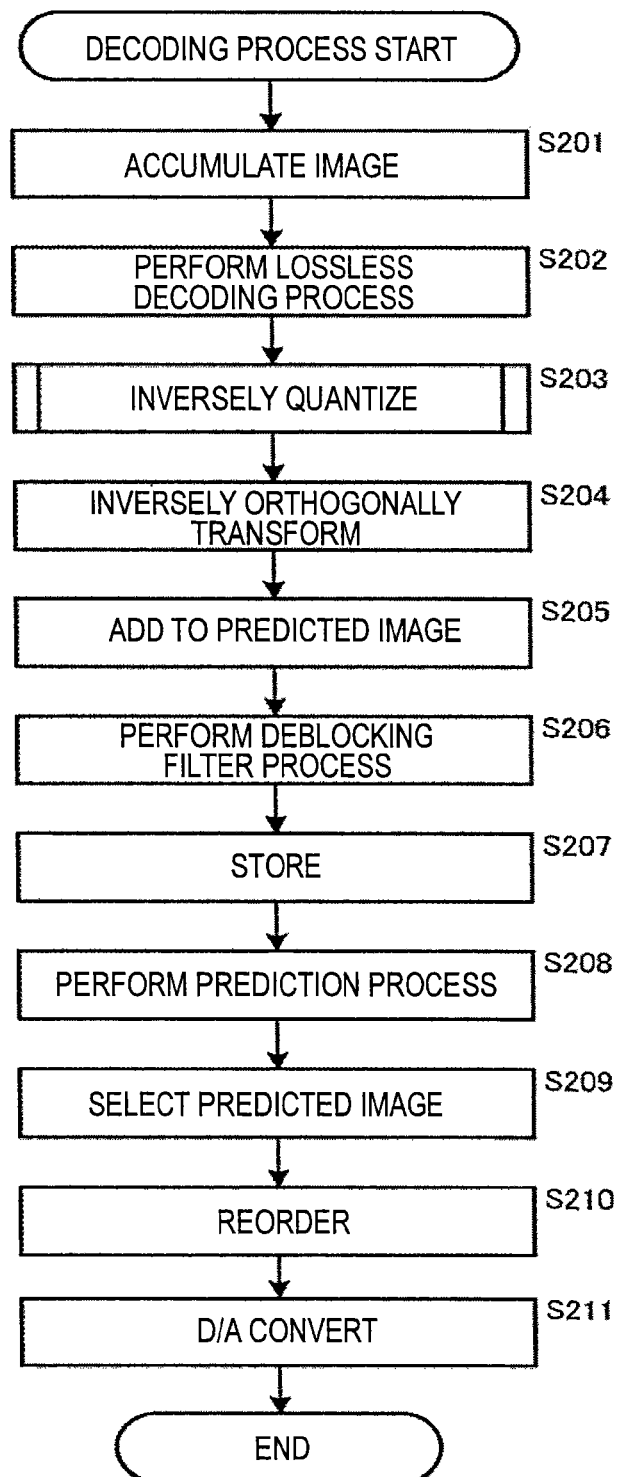 DECODING PROCESS START
S201
ACCUMULATE IMAGE
S202
PERFORM LOSSLESS
DECODING PROCESS
S203
INVERSELY QUANTIZE
S204
INVERSELY ORTHOGONALLY
TRANSFORM
S205
ADD TO PREDICTED IMAGE
S206
PERFORM DEBLOCKING
FILTER PROCESS
S207
STORE
S208
PERFORM PREDICTION PROCESS
S209
SELECT PREDICTED IMAGE
S210
REORDER
S211
D/A CONVERT
END